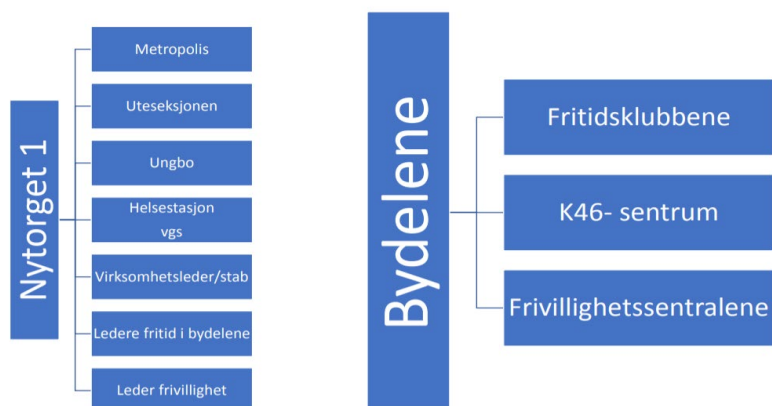 Nytorget 1
Metropolis
Uteseksjonen
Ungbo
Helsestasjon
vgs
Virksomhetsleder/stab
Ledere fritid i bydelene
Leder frivillighet
Bydelene
Fritidsklubbene
K46- sentrum
Frivillighetssentralene